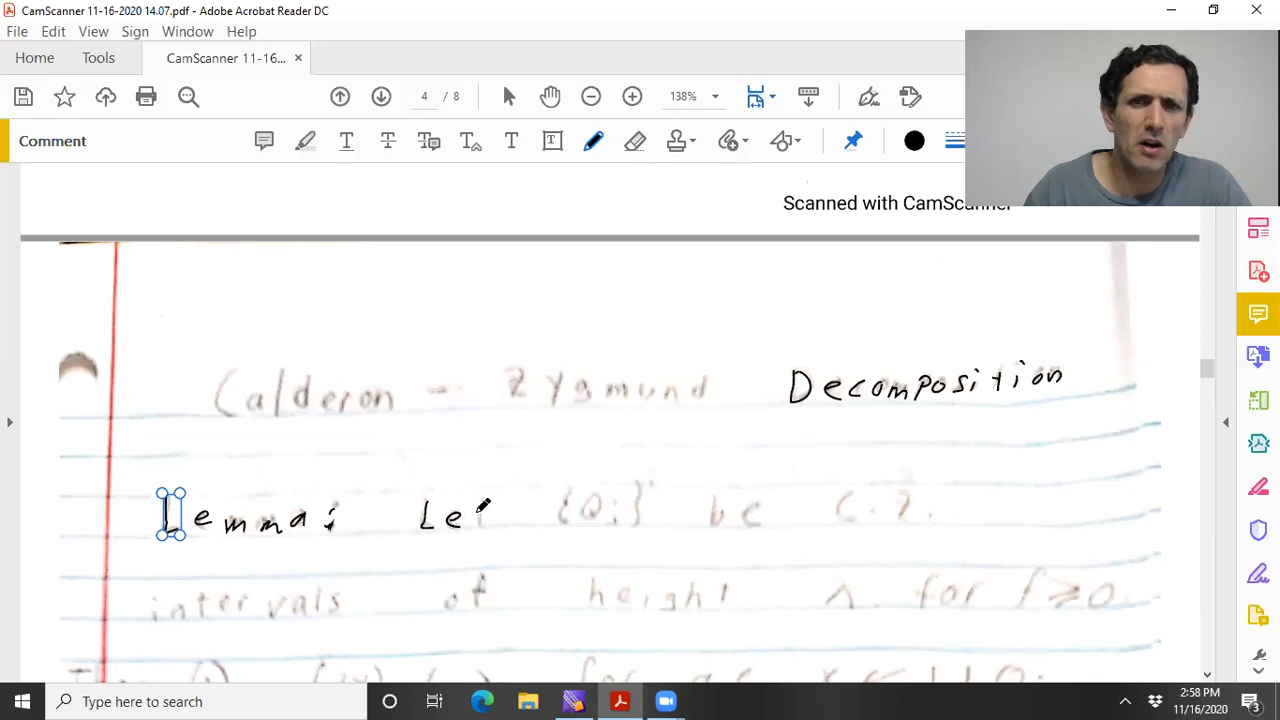 CamScanner 11-16-2020 14.07.pdf - Adobe Acrobat Reader DC
File Edit View Sign Window Help
Home Tools CamScanner 11-16... ×
4 / 8 138%
Comment
Scanned with CamScanner
Calderon - Zygmund Decomposition
Lemma: Let {Qj} be C.Z.
intervals of height λ for f≥0.
for a.e. x
Type here to search
2:58 PM
11/16/2020
3